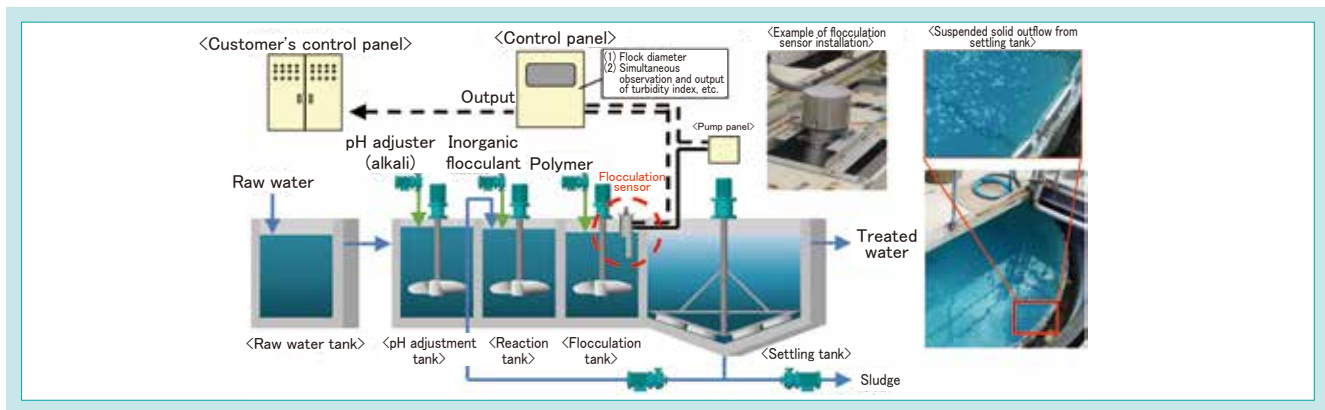 <Customer's control panel>
<Control panel>
(1) Flock diameter
(2) Simultaneous
observation and output
of turbidity index, etc.
<Example of flocculation
sensor installation>
<Suspended solid outflow from
settling tank>
Output
<Pump panel>
pH adjuster
(alkali)
Inorganic
flocculant
Polymer
Flocculation
sensor
Raw water
Treated
water
<Raw water tank>
<pH adjustment
tank>
<Reaction
tank>
<Flocculation
tank>
<Settling tank>
Sludge